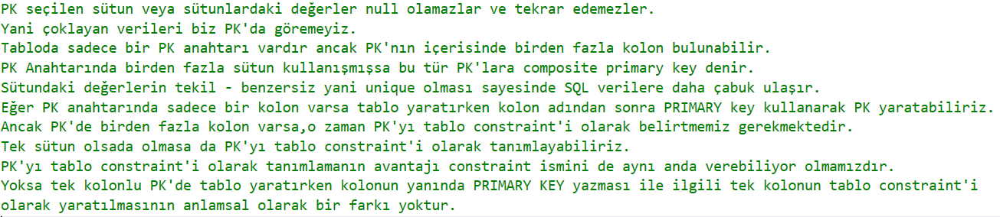 PK seçilen sütun veya sütunlardaki değerler null olamazlar ve tekrar edemezler.
Yani çoklayan verileri biz PK'da göremeyiz.
Tabloda sadece bir PK anahtarı vardır ancak PK'nın içerisinde birden fazla kolon bulunabilir.
PK Anahtarında birden fazla sütun kullanışmışsa bu tür PK'lara composite primary key denir.
Sütundaki değerlerin tekil - benzersiz yani unique olması sayesinde SQL verilere daha çabuk ulaşır.
Eğer PK anahtarında sadece bir kolon varsa tablo yaratırken kolon adından sonra PRIMARY key kullanarak PK yaratabiliriz.
Ancak PK'de birden fazla kolon varsa,o zaman PK'yı tablo constraint'i olarak belirtmemiz gerekmektedir.
Tek sütun olsada olmasa da PK'yı tablo constraint'i olarak tanımlayabiliriz.
PK'yı tablo constraint'i olarak tanımlamanın avantajı constraint ismini de aynı anda verebiliyor olmamızdır.
Yoksa tek kolonlu PK'de tablo yaratırken kolonun yanında PRIMARY KEY yazması ile ilgili tek kolonun tablo constraint'i
olarak yaratılmasının anlamsal olarak bir farkı yoktur.